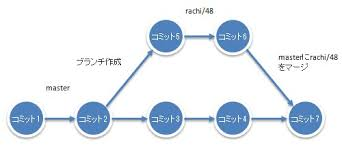 rachi/48
コミット5
コミット6
ブランチ作成
masterにrachi/48
をマージ
master
コミット1
コミット2
コミット3
コミット4
コミット7